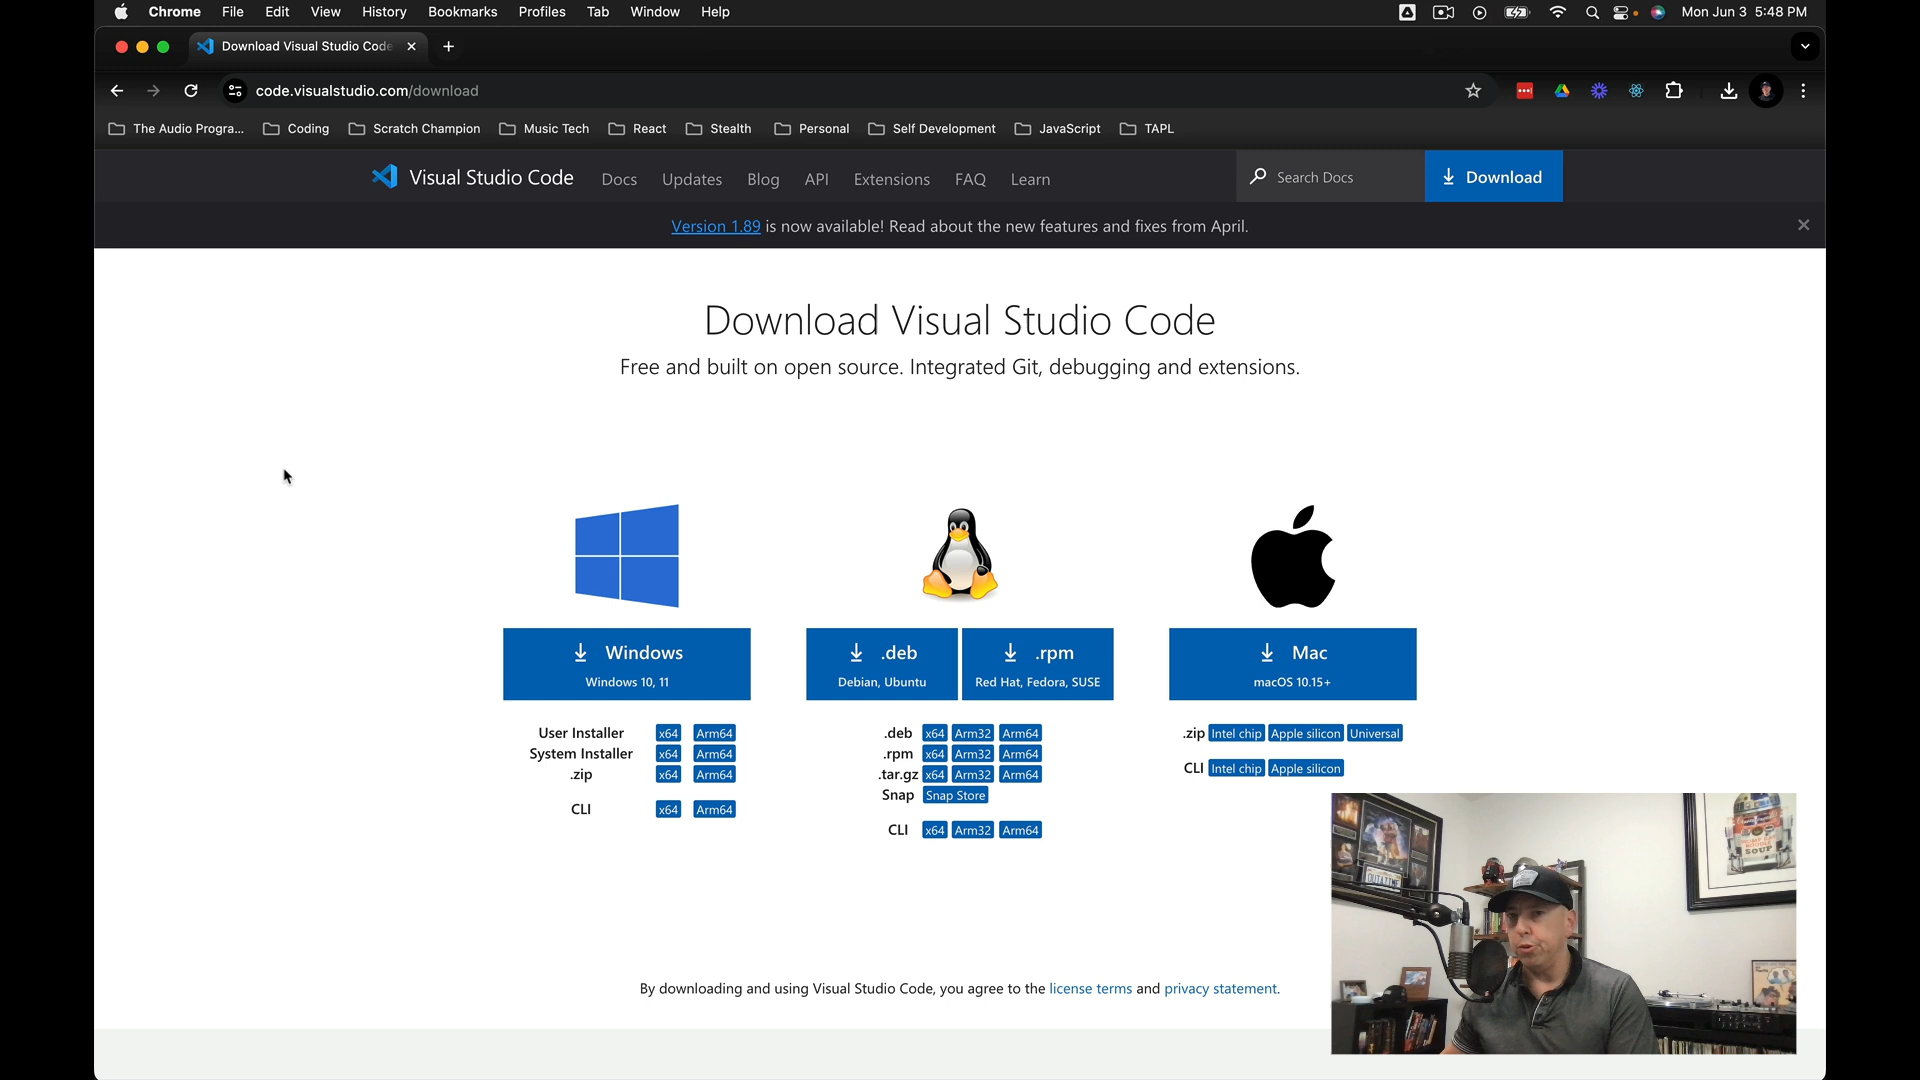 Chrome File Edit View History Bookmarks Profiles Tab Window Help Mon Jun 3 5:48 PM
Download Visual Studio Code
code.visualstudio.com/download
The Audio Progra... Coding Scratch Champion Music Tech React Stealth Personal Self Development JavaScript TAPL
Visual Studio Code Docs Updates Blog API Extensions FAQ Learn Search Docs Download
Version 1.89 is now available! Read about the new features and fixes from April.
Download Visual Studio Code
Free and built on open source. Integrated Git, debugging and extensions.
Windows
Windows 10, 11
User Installer x64 Arm64
System Installer x64 Arm64
.zip x64 Arm64
CLI x64 Arm64
.deb
Debian, Ubuntu
.rpm
Red Hat, Fedora, SUSE
.deb x64 Arm32 Arm64
.rpm x64 Arm32 Arm64
.tar.gz x64 Arm32 Arm64
Snap Snap Store
CLI x64 Arm32 Arm64
Mac
macOS 10.15+
.zip Intel chip Apple silicon Universal
CLI Intel chip Apple silicon
OUTATIME
SOUP
By downloading and using Visual Studio Code, you agree to the license terms and privacy statement.